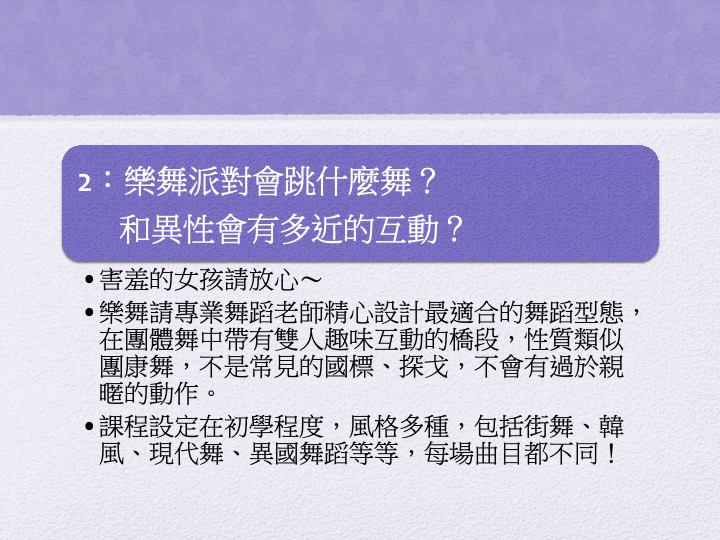 2：樂舞派對會跳什麼舞？
和異性會有多近的互動？
•害羞的女孩請放心～
•樂舞請專業舞蹈老師精心設計最適合的舞蹈型態，
在團體舞中帶有雙人趣味互動的橋段，性質類似
團康舞，不是常見的國標、探戈，不會有過於親
暱的動作。
•課程設定在初學程度，風格多種，包括街舞、韓
風、現代舞、異國舞蹈等等，每場曲目都不同！